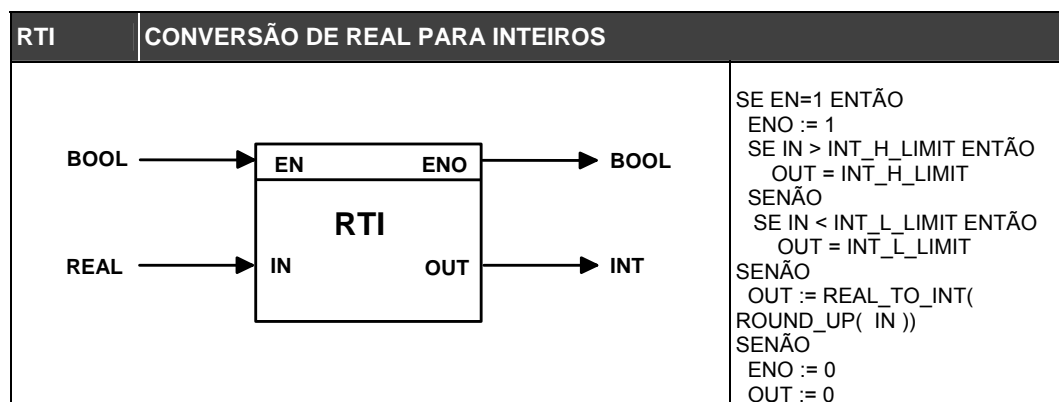 RTI CONVERSÃO DE REAL PARA INTEIROS
BOOL EN ENO BOOL
RTI
REAL IN OUT INT
SE EN=1 ENTÃO
ENO := 1
SE IN > INT_H_LIMIT ENTÃO
OUT = INT_H_LIMIT
SENÃO
SE IN < INT_L_LIMIT ENTÃO
OUT = INT_L_LIMIT
SENÃO
OUT := REAL_TO_INT(
ROUND_UP( IN ))
SENÃO
ENO := 0
OUT := 0